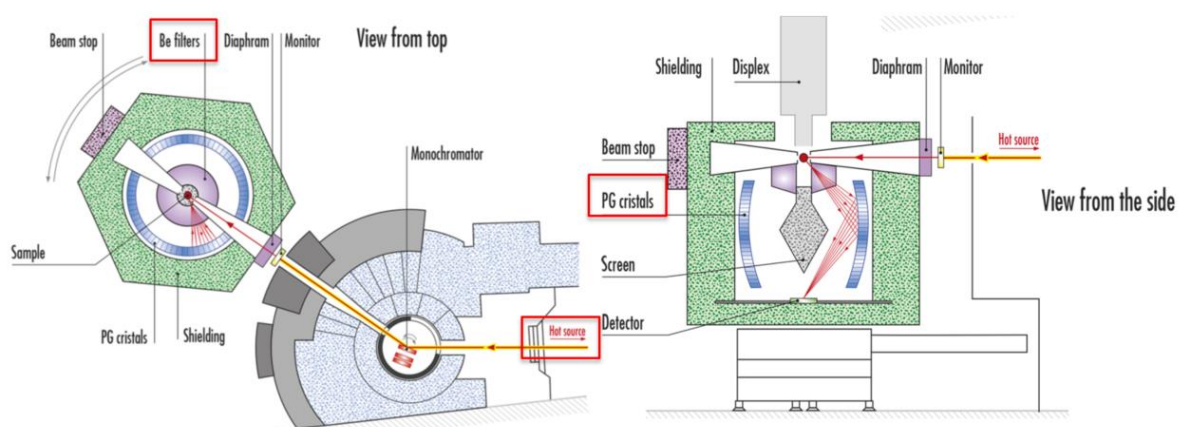 Beam stop
Be filters
Diaphram
Monitor
View from top
Monochromator
Sample
PG cristals
Shielding
Hot source
Shielding
Displex
Diaphram
Monitor
Hot source
Beam stop
PG cristals
View from the side
Screen
Detector